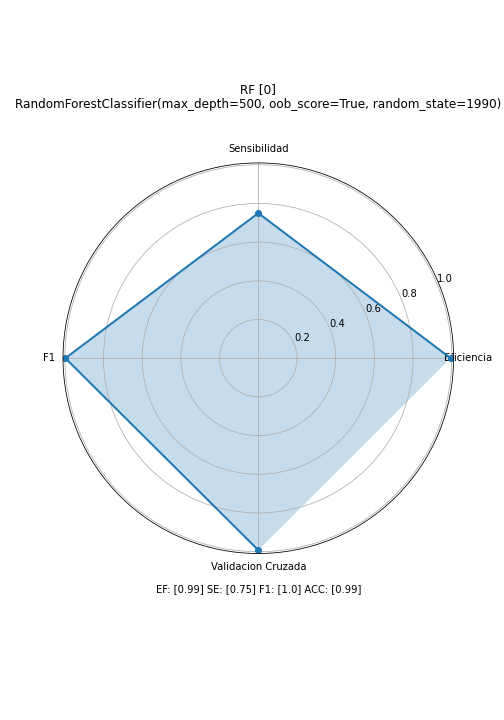 RF [0]
RandomForestClassifier(max_depth=500, oob_score=True, random_state=1990)
Sensibilidad
1.0
0.8
0.6
0.4
0.2
F1
Eficiencia
Validacion Cruzada
EF: [0.99] SE: [0.75] F1: [1.0] ACC: [0.99]